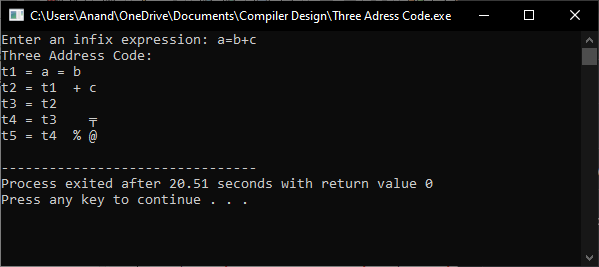 C:\Users\Anand\OneDrive\Documents\Compiler Design\Three Adress Code.exe
Enter an infix expression: a=b+c
Three Address Code:
t1 = a = b
t2 = t1  + c
t3 = t2
t4 = t3    ╤
t5 = t4  % @
--------------------------------
Process exited after 20.51 seconds with return value 0
Press any key to continue . . .